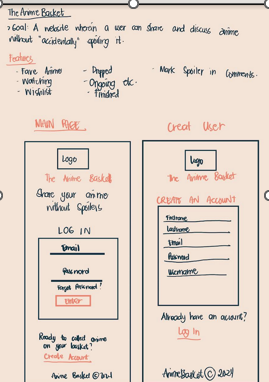 The Anime Basket
> Goal: A website wherein a user can share and discuss anime
without "accidentally" spoiling it.
Features
- Fave Anime
- Watching
- Wishlist
- Dropped
- Ongoing etc.
- Finished
- Mark Spoiler in Comments.
MAIN PAGE
Logo
The Anime Basket
Share your anime
without Spoilers
LOG IN
Email
Password
Forgot Password?
ENTER
Ready to called anime
on your basket?
Create Account
Anime Basket © 2021
Creat User
Logo
The Anime Basket
CREATE AN ACCOUNT
Firstname
Lastname
Email
Password
Username
Already have an account?
Log In
AnimeBasket © 2021